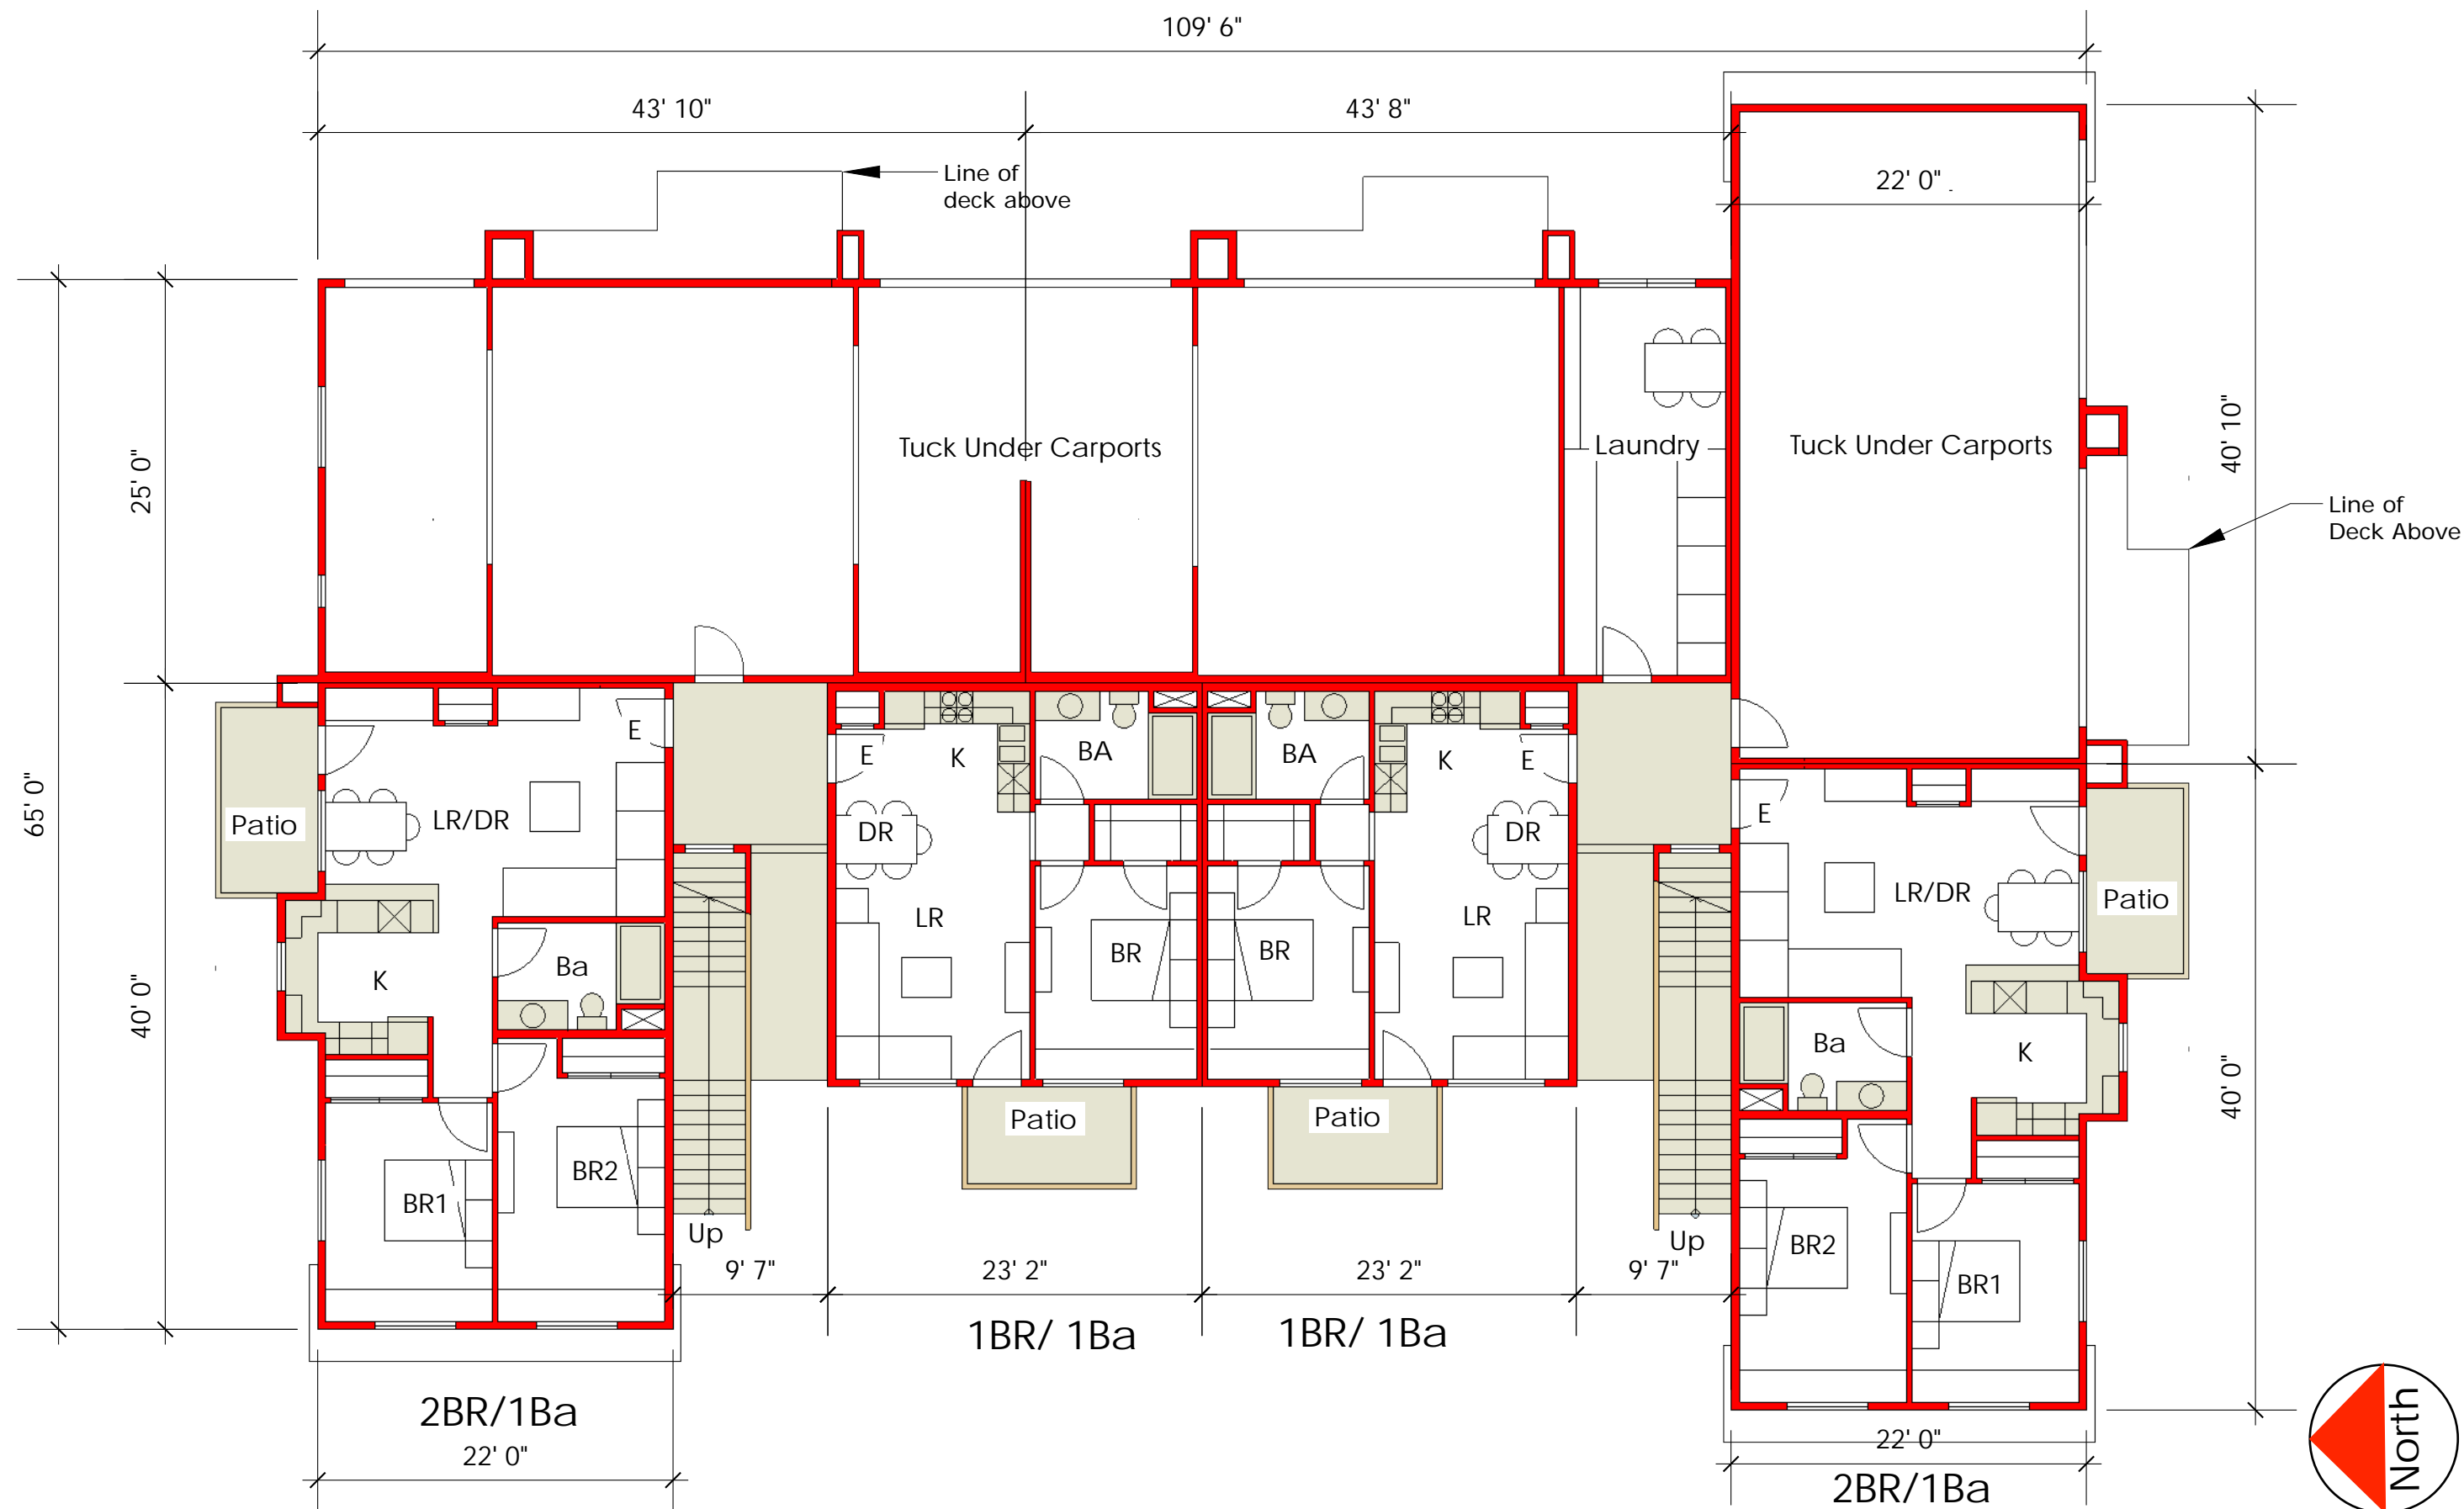 109' 6"
43' 10"
43' 8"
Line of
deck above
22' 0"
65' 0"
25' 0"
40' 10"
Tuck Under Carports
Laundry
Tuck Under Carports
Line of
Deck Above
E
E
K
BA
BA
K
E
E
Patio
LR/DR
DR
DR
LR/DR
Patio
LR
LR
K
Ba
BR
BR
Ba
K
40' 0"
40' 0"
Patio
Patio
BR1
BR2
Up
Up
BR2
BR1
9' 7"
23' 2"
23' 2"
9' 7"
1BR/ 1Ba
1BR/ 1Ba
2BR/1Ba
22' 0"
22' 0"
2BR/1Ba
North